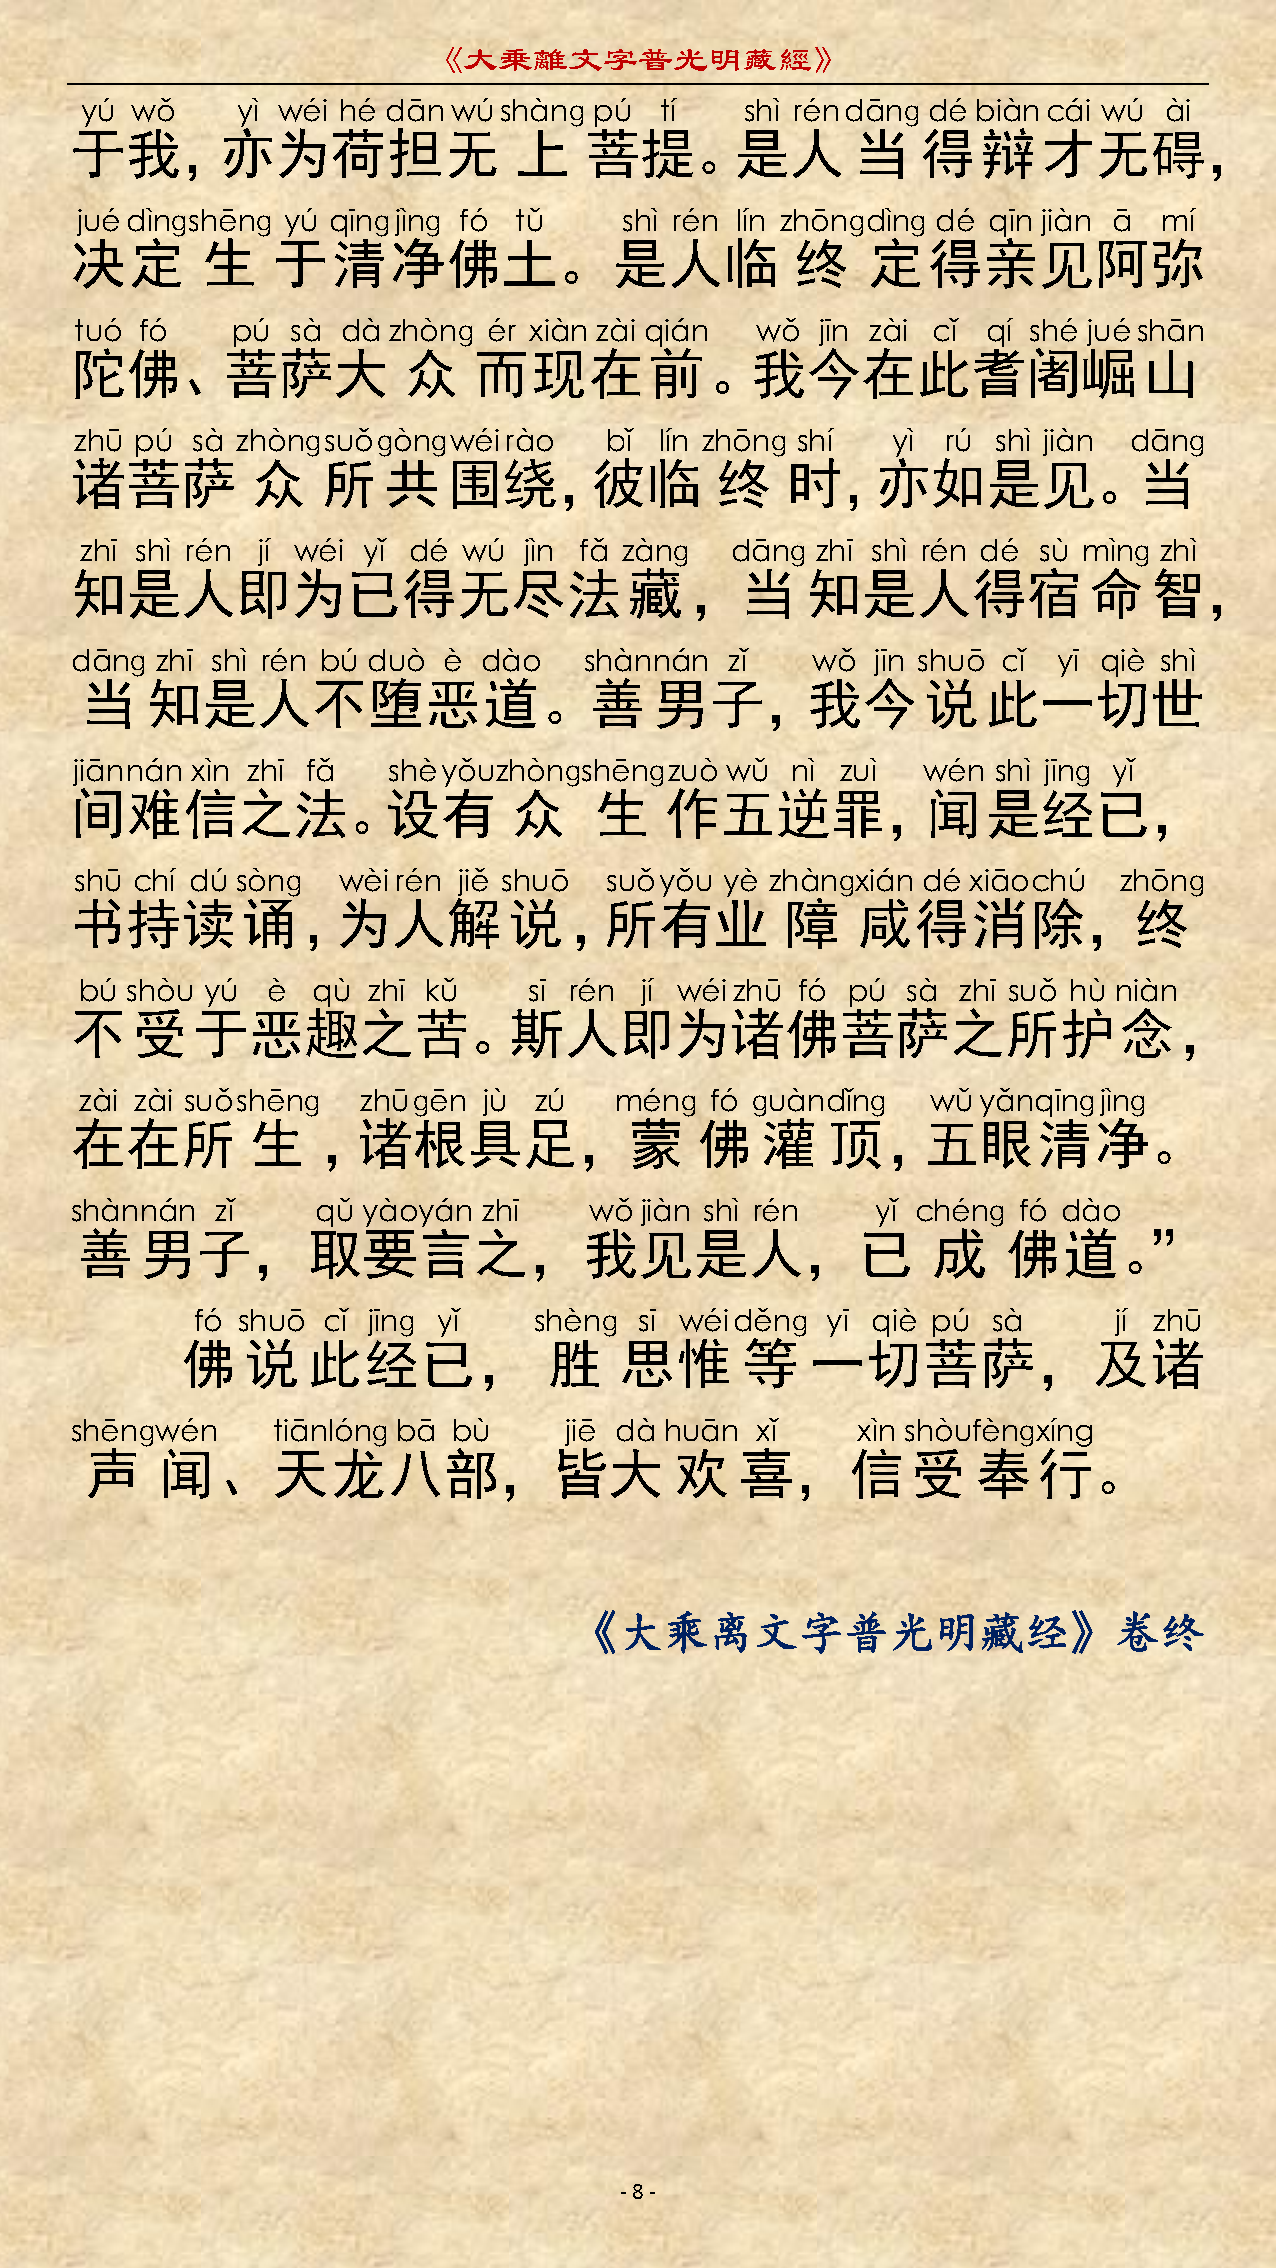 《大乘離文字普光明藏經》
yú wǒ yì wéi hé dān wú shàng pú tí shì rén dāng dé biàn cái wú ài
于我，亦为荷担无上菩提。是人当得辩才无碍，
jué dìng shēng yú qīng jìng fó tǔ shì rén lín zhōng dìng dé qīn jiàn ā mí
决定生于清净佛土。是人临终定得亲见阿弥
tuó fó pú sà dà zhòng ér xiàn zài qián wǒ jīn zài cǐ qí shé jué shān
陀佛、菩萨大众而现在前。我今在此耆阇崛山
zhū pú sà zhòng suǒ gòng wéi rào bǐ lín zhōng shí yì rú shì jiàn dāng
诸菩萨众所共围绕，彼临终时，亦如是见。当
zhī shì rén jí wéi yǐ dé wú jìn fǎ zàng dāng zhī shì rén dé sù mìng zhì
知是人即为已得无尽法藏，当知是人得宿命智，
dāng zhī shì rén bú duò è dào shàn nán zǐ wǒ jīn shuō cǐ yī qiè shì
当知是人不堕恶道。善男子，我今说此一切世
jiān nán xìn zhī fǎ shè yǒu zhòng shēng zuò wǔ nì zuì wén shì jīng yǐ
间难信之法。设有众生作五逆罪，闻是经已，
shū chí dú sòng wèi rén jiě shuō suǒ yǒu yè zhàng xián dé xiāo chú zhōng
书持读诵，为人解说，所有业障咸得消除，终
bú shòu yú è qù zhī kǔ sī rén jí wéi zhū fó pú sà zhī suǒ hù niàn
不受于恶趣之苦。斯人即为诸佛菩萨之所护念，
zài zài suǒ shēng zhū gēn jù zú méng fó guàn dǐng wǔ yǎn qīng jìng
在在所生，诸根具足，蒙佛灌顶，五眼清净。
shàn nán zǐ qǔ yào yán zhī wǒ jiàn shì rén yǐ chéng fó dào
善男子，取要言之，我见是人，已成佛道。”
fó shuō cǐ jīng yǐ shèng sī wéi děng yī qiè pú sà jí zhū
佛说此经已，胜思惟等一切菩萨，及诸
shēng wén tiān lóng bā bù jiē dà huān xǐ xìn shòu fèng xíng
声闻、天龙八部，皆大欢喜，信受奉行。
《大乘离文字普光明藏经》卷终
- 8 -